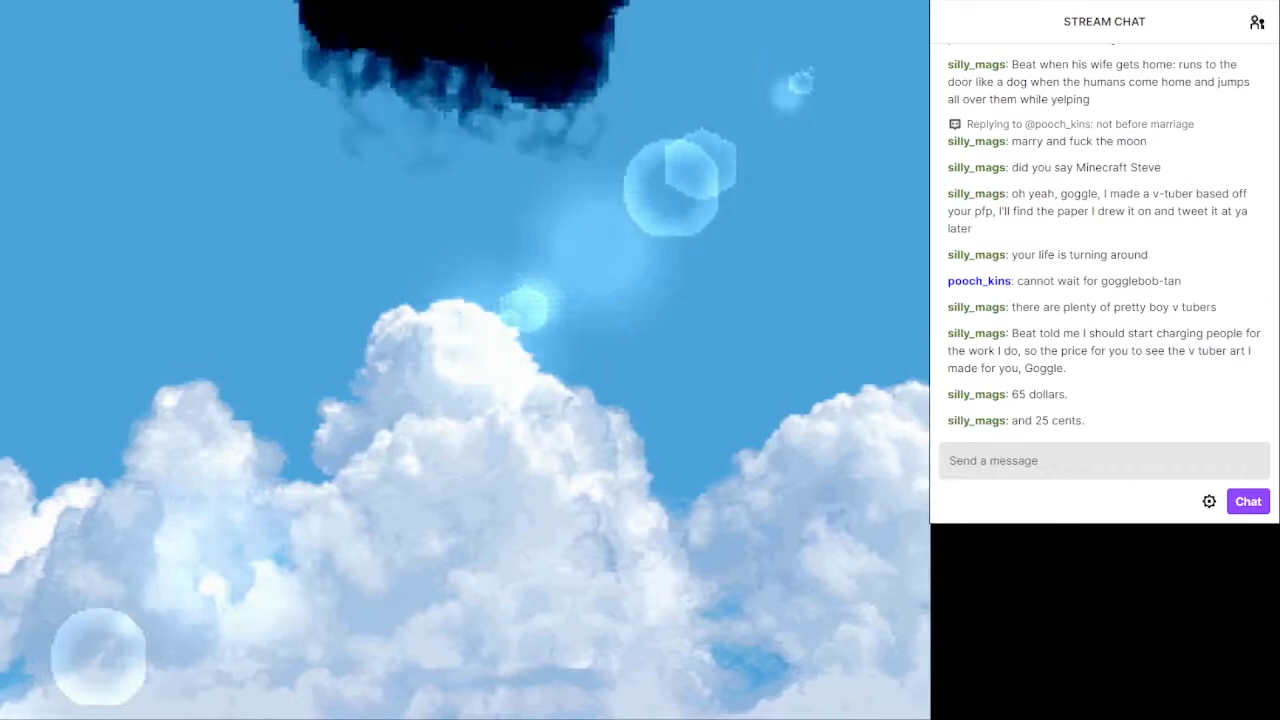 STREAM CHAT
silly_mags: Beat when his wife gets home: runs to the
door like a dog when the humans come home and jumps
all over them while yelping
Replying to @pooch_kins: not before marriage
silly_mags: marry and fuck the moon
silly_mags: did you say Minecraft Steve
silly_mags: oh yeah, goggle, I made a v-tuber based off
your pfp, I'll find the paper I drew it on and tweet it at ya
later
silly_mags: your life is turning around
pooch_kins: cannot wait for gogglebob-tan
silly_mags: there are plenty of pretty boy v tubers
silly_mags: Beat told me I should start charging people for
the work I do, so the price for you to see the v tuber art I
made for you, Goggle.
silly_mags: 65 dollars.
silly_mags: and 25 cents.
Send a message
Chat